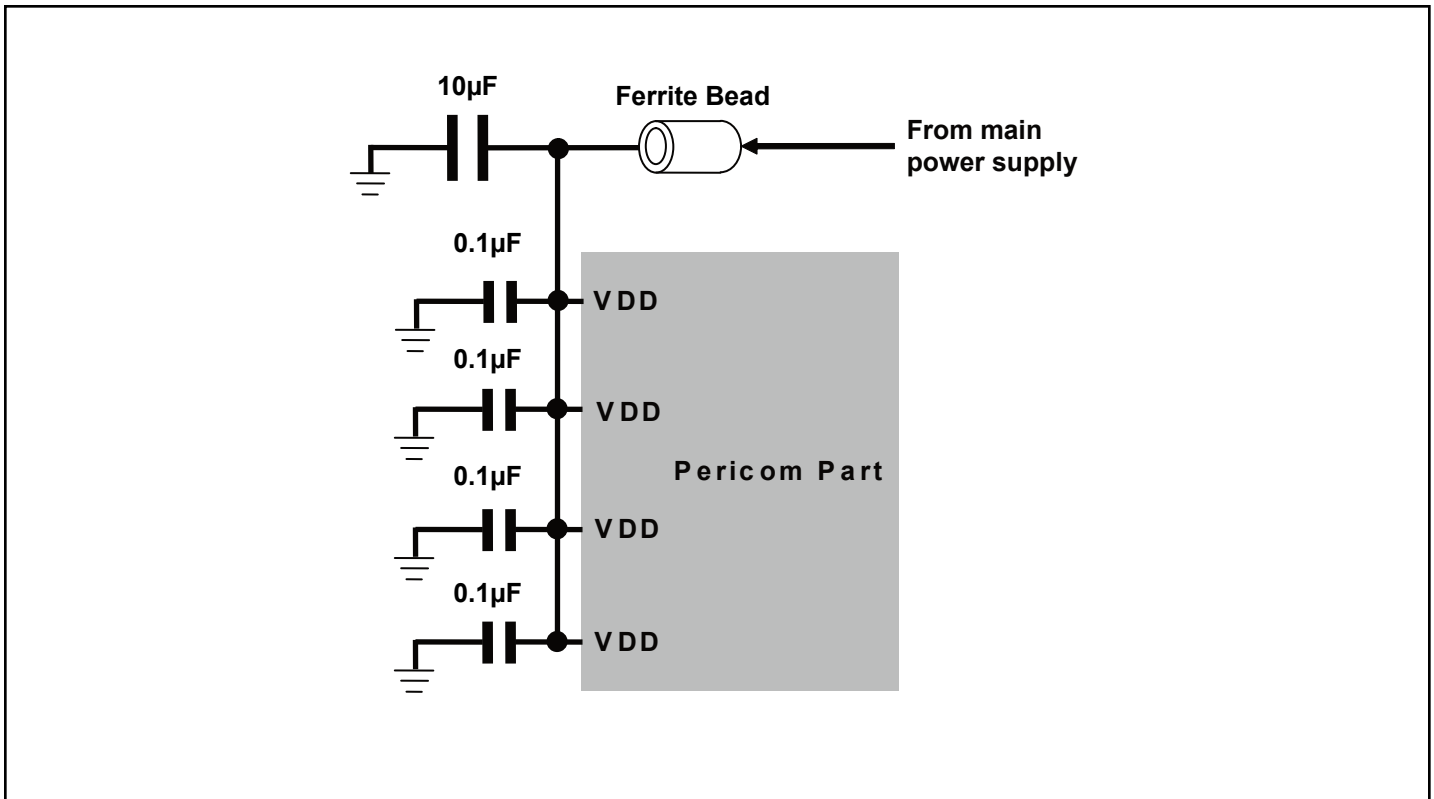 10µF
Ferrite Bead
From main
power supply
0.1µF
VDD
0.1µF
VDD
Pericom Part
0.1µF
VDD
0.1µF
VDD